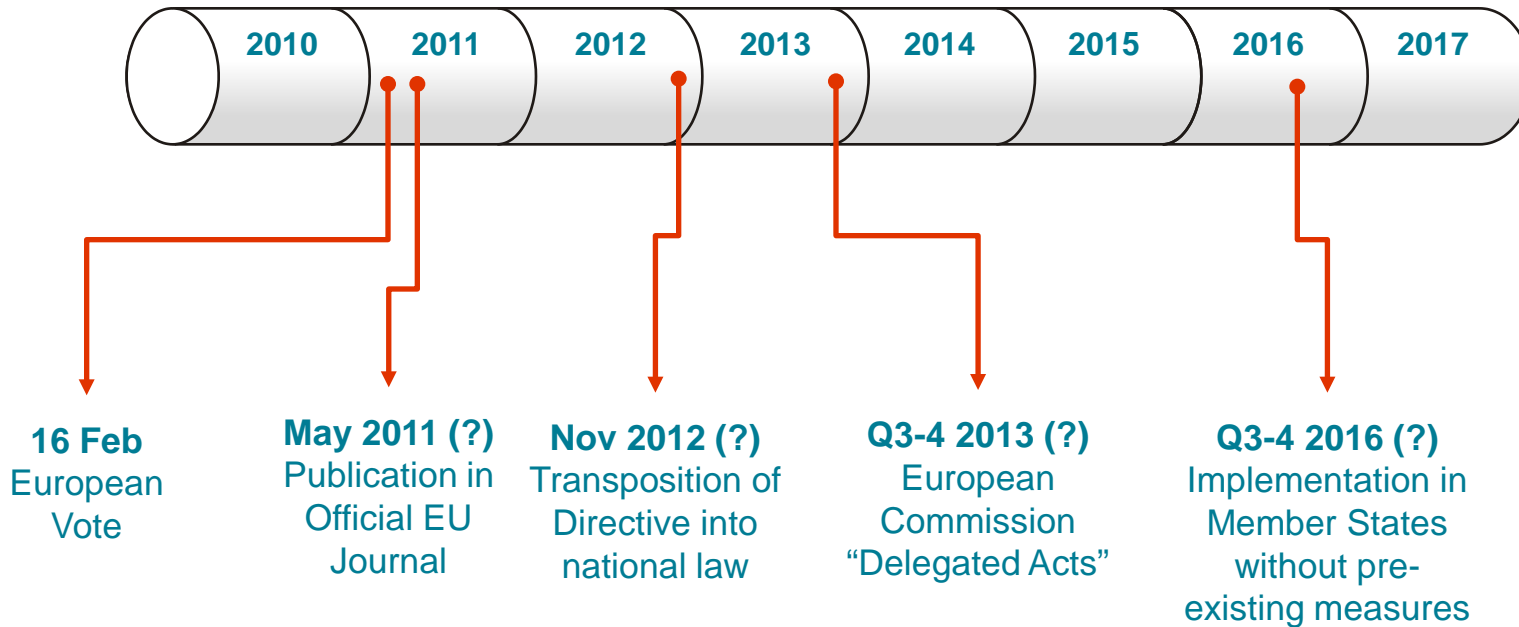 2010 2011 2012 2013 2014 2015 2016 2017
16 Feb
European
Vote
May 2011 (?)
Publication in
Official EU
Journal
Nov 2012 (?)
Transposition of
Directive into
national law
Q3-4 2013 (?)
European
Commission
“Delegated Acts”
Q3-4 2016 (?)
Implementation in
Member States
without pre-
existing measures